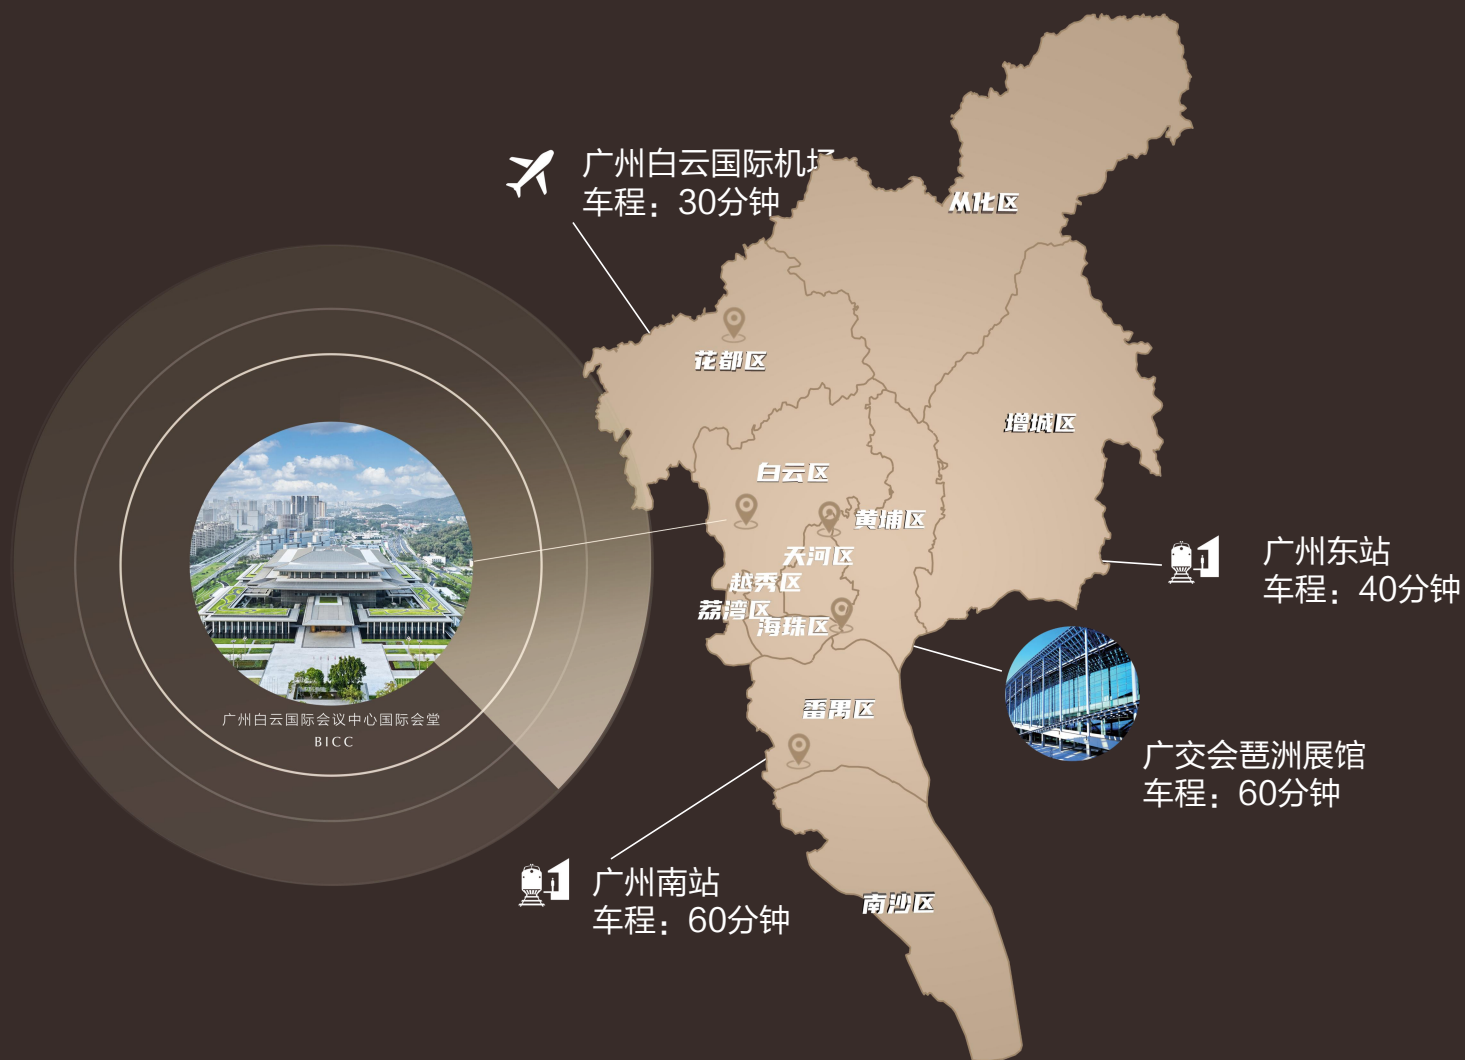 广州白云国际机场
车程：30分钟
从化区
花都区
增城区
白云区
黄埔区
天河区
越秀区
荔湾区
海珠区
广州东站
车程：40分钟
番禺区
广州白云国际会议中心国际会堂
BICC
广交会琶洲展馆
车程：60分钟
广州南站
车程：60分钟
南沙区